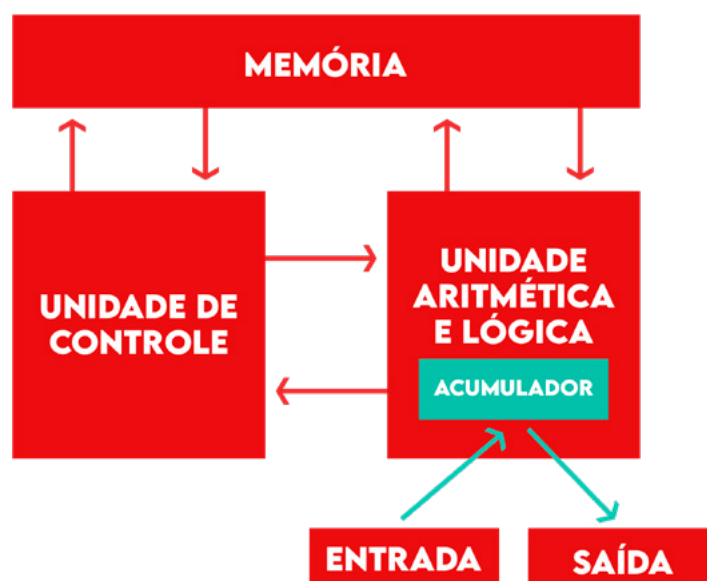 MEMÓRIA
UNIDADE DE
CONTROLE
UNIDADE
ARITMÉTICA
E LÓGICA
ACUMULADOR
ENTRADA
SAÍDA